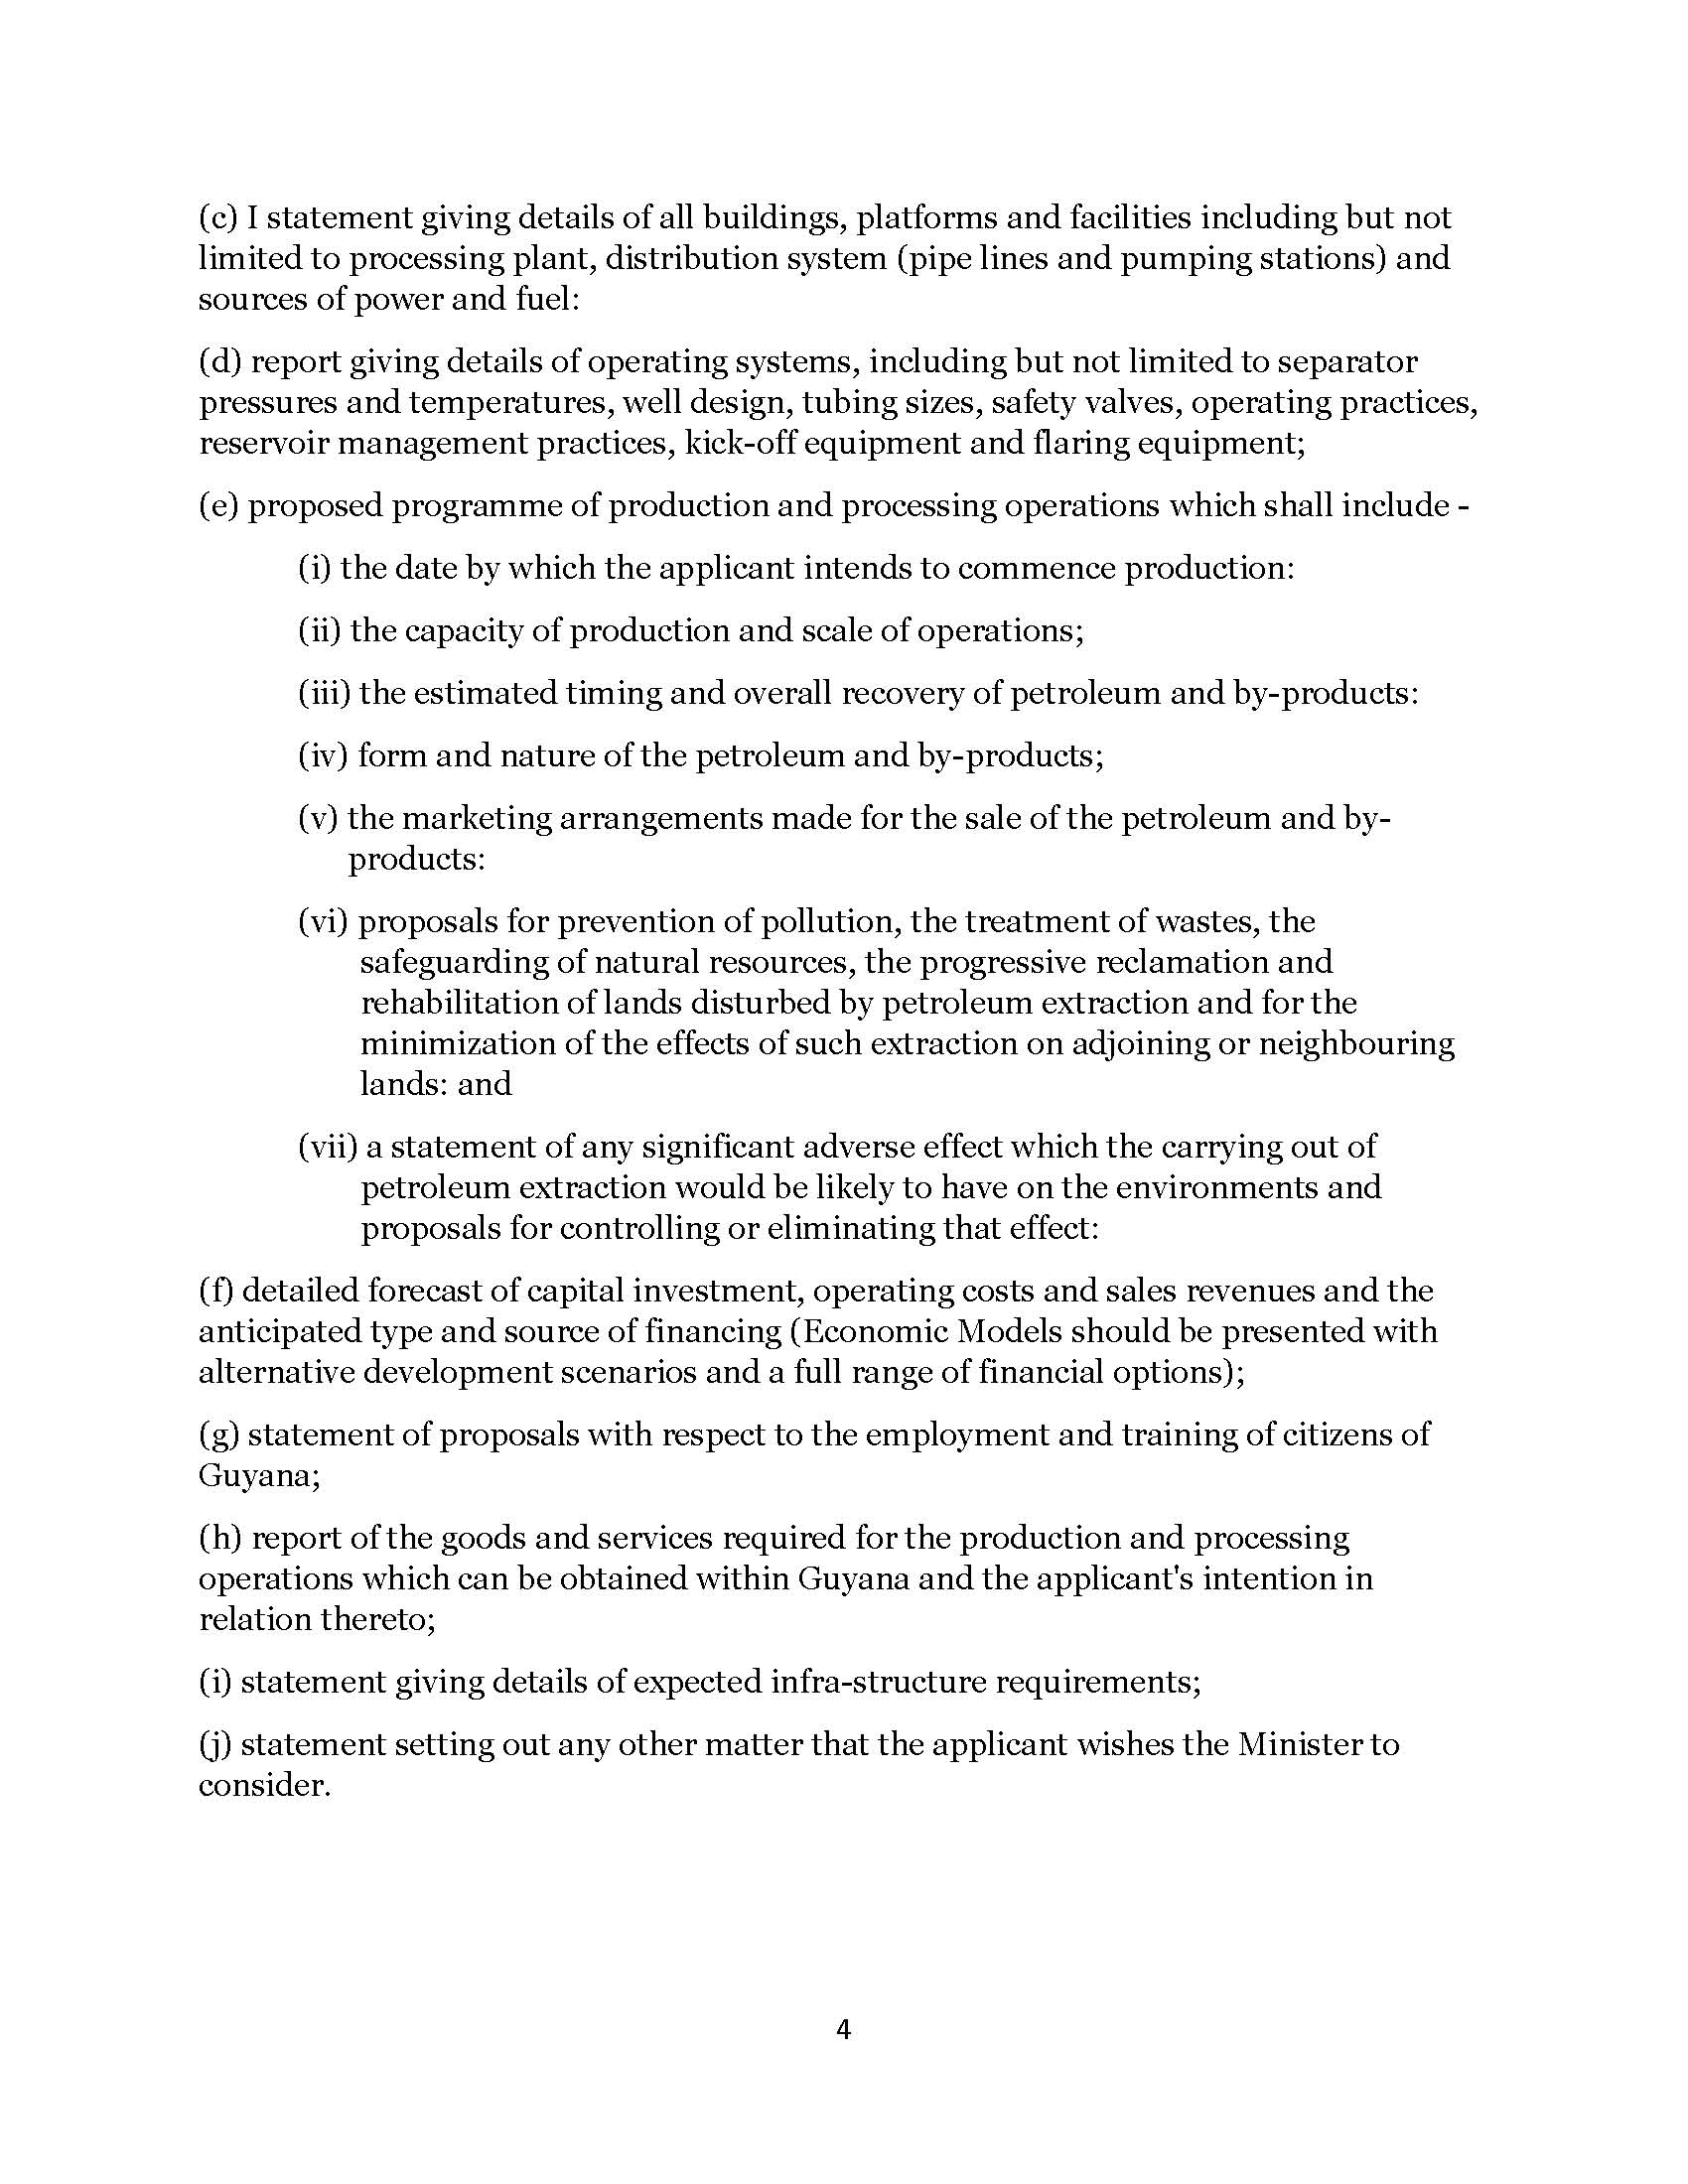 (c) I statement giving details of all buildings, platforms and facilities including but not
limited to processing plant, distribution system (pipe lines and pumping stations) and
sources of power and fuel:
(d) report giving details of operating systems, including but not limited to separator
pressures and temperatures, well design, tubing sizes, safety valves, operating practices,
reservoir management practices, kick-off equipment and flaring equipment;
(e) proposed programme of production and processing operations which shall include -
(i) the date by which the applicant intends to commence production:
(ii) the capacity of production and scale of operations;
(iii) the estimated timing and overall recovery of petroleum and by-products:
(iv) form and nature of the petroleum and by-products;
(v) the marketing arrangements made for the sale of the petroleum and by-
products:
(vi) proposals for prevention of pollution, the treatment of wastes, the
safeguarding of natural resources, the progressive reclamation and
rehabilitation of lands disturbed by petroleum extraction and for the
minimization of the effects of such extraction on adjoining or neighbouring
lands: and
(vii) a statement of any significant adverse effect which the carrying out of
petroleum extraction would be likely to have on the environments and
proposals for controlling or eliminating that effect:
(f) detailed forecast of capital investment, operating costs and sales revenues and the
anticipated type and source of financing (Economic Models should be presented with
alternative development scenarios and a full range of financial options);
(g) statement of proposals with respect to the employment and training of citizens of
Guyana;
(h) report of the goods and services required for the production and processing
operations which can be obtained within Guyana and the applicant's intention in
relation thereto;
(i) statement giving details of expected infra-structure requirements;
(j) statement setting out any other matter that the applicant wishes the Minister to
consider.
4